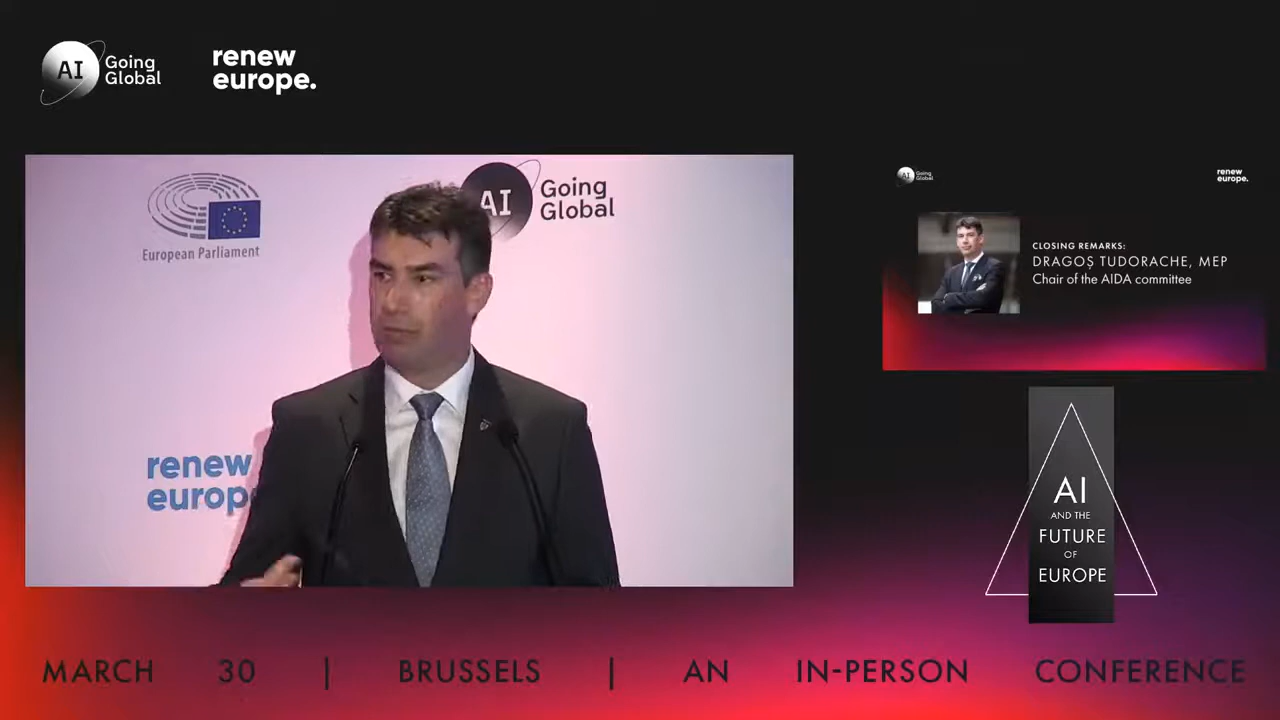 AI Going
Global
renew
europe.
European Parliament
AI Going
Global
renew
europe
AI Going
Global
renew
europe.
CLOSING REMARKS:
DRAGOȘ TUDORACHE, MEP
Chair of the AIDA committee
AI
AND THE
FUTURE
OF
EUROPE
MARCH 30 | BRUSSELS | AN IN-PERSON CONFERENCE